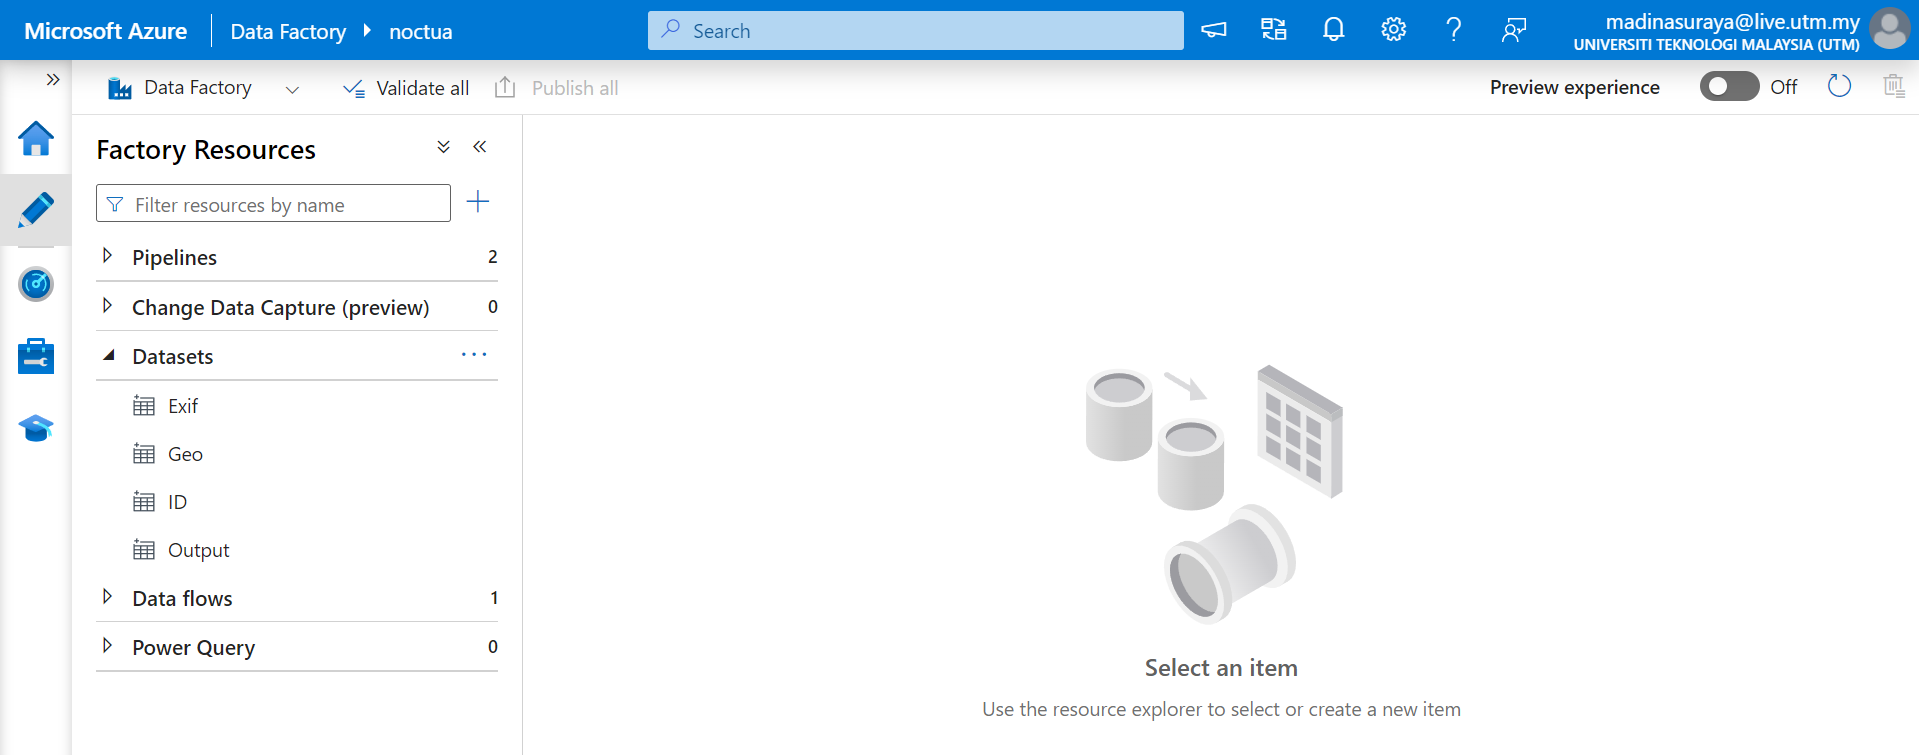 Microsoft Azure
Data Factory
noctua
Search
madinasuraya@live.utm.my
UNIVERSITI TEKNOLOGI MALAYSIA (UTM)
Data Factory
Validate all
Publish all
Preview experience
Off
Factory Resources
Filter resources by name
Pipelines 2
Change Data Capture (preview) 0
Datasets
Exif
Geo
ID
Output
Data flows 1
Power Query 0
Select an item
Use the resource explorer to select or create a new item